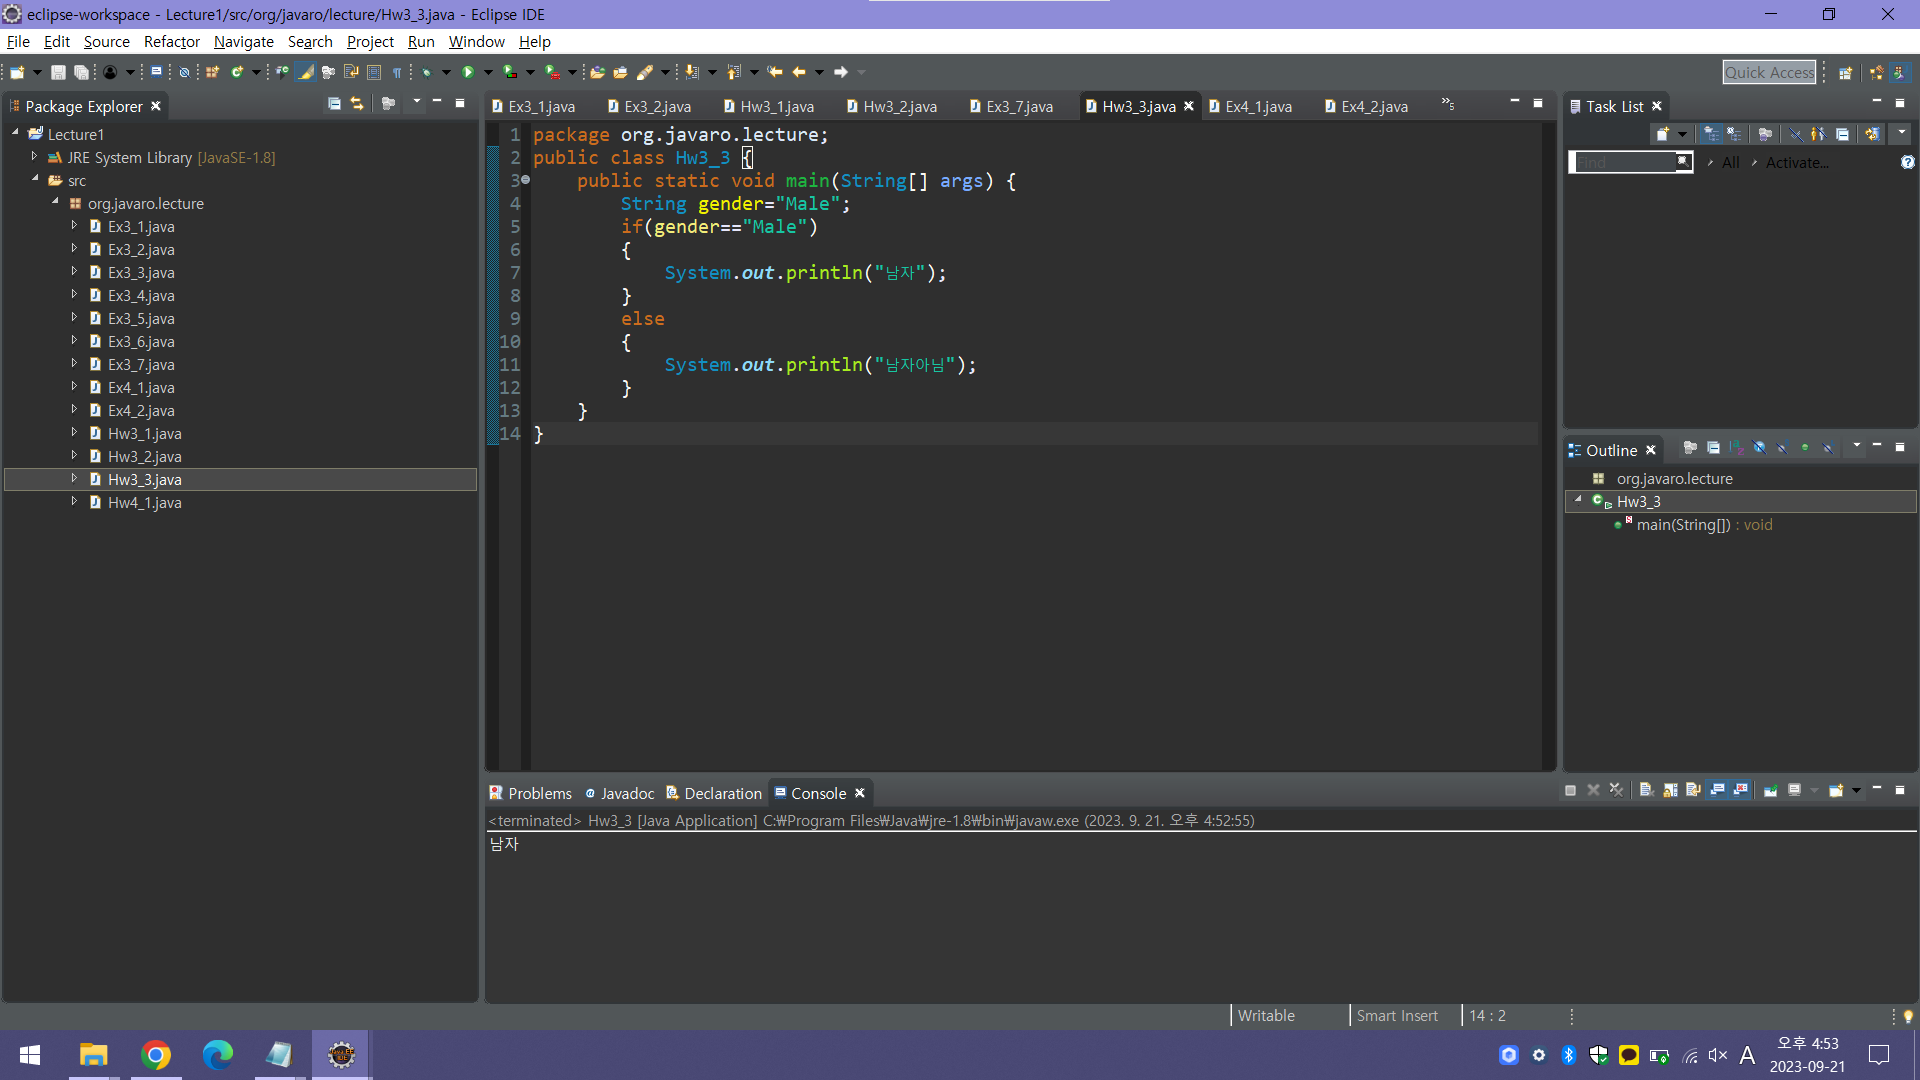 eclipse-workspace - Lecture1/src/org/javaro/lecture/Hw3_3.java - Eclipse IDE
File Edit Source Refactor Navigate Search Project Run Window Help
Quick Access
Package Explorer
Lecture1
JRE System Library [JavaSE-1.8]
src
org.javaro.lecture
Ex3_1.java
Ex3_2.java
Ex3_3.java
Ex3_4.java
Ex3_5.java
Ex3_6.java
Ex3_7.java
Ex4_1.java
Ex4_2.java
Hw3_1.java
Hw3_2.java
Hw3_3.java
Hw4_1.java
Ex3_1.java Ex3_2.java Hw3_1.java Hw3_2.java Ex3_7.java Hw3_3.java Ex4_1.java Ex4_2.java »5
1 package org.javaro.lecture;
2 public class Hw3_3 {
3 public static void main(String[] args) {
4 String gender="Male";
5 if(gender=="Male")
6 {
7 System.out.println("남자");
8 }
9 else
10 {
11 System.out.println("남자아님");
12 }
13 }
14 }
Task List
Find All Activate...
Outline
org.javaro.lecture
Hw3_3
main(String[]) : void
Problems Javadoc Declaration Console
<terminated> Hw3_3 [Java Application] C:₩Program Files₩Java₩jre-1.8₩bin₩javaw.exe (2023. 9. 21. 오후 4:52:55)
남자
Writable Smart Insert 14 : 2
A
오후 4:53
2023-09-21